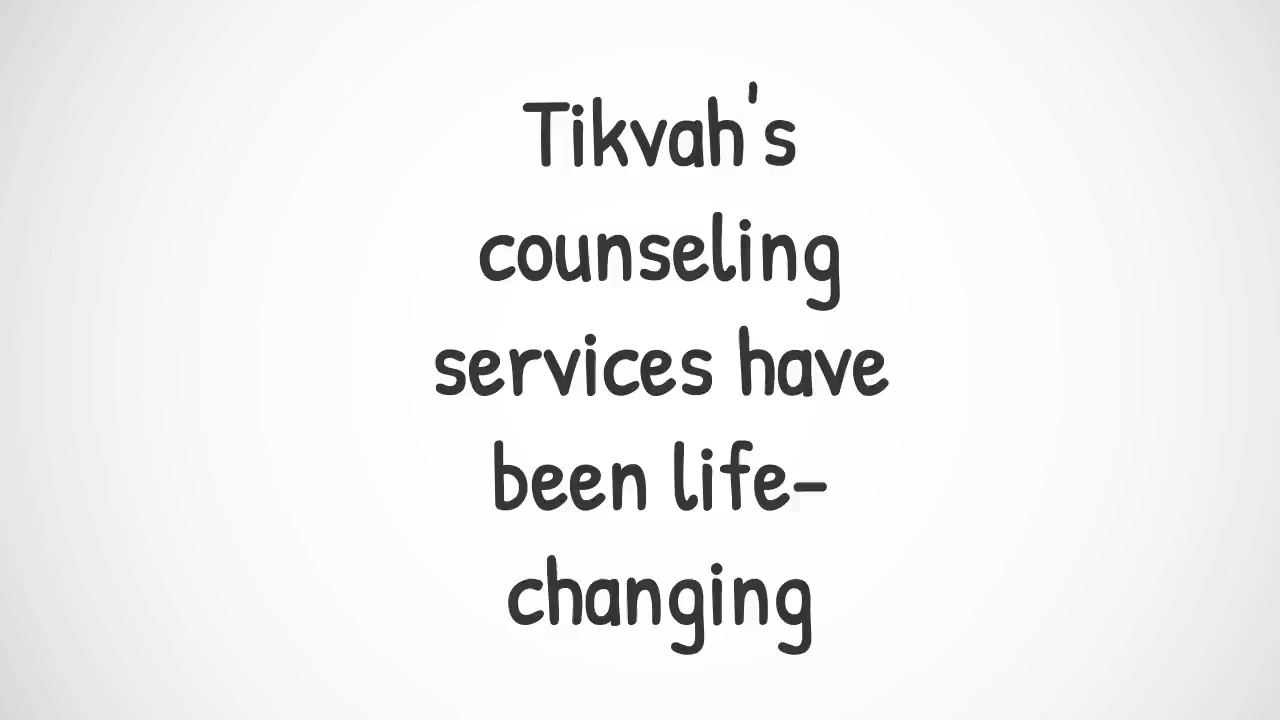 Tikvah's
counseling
services have
been life-
changing